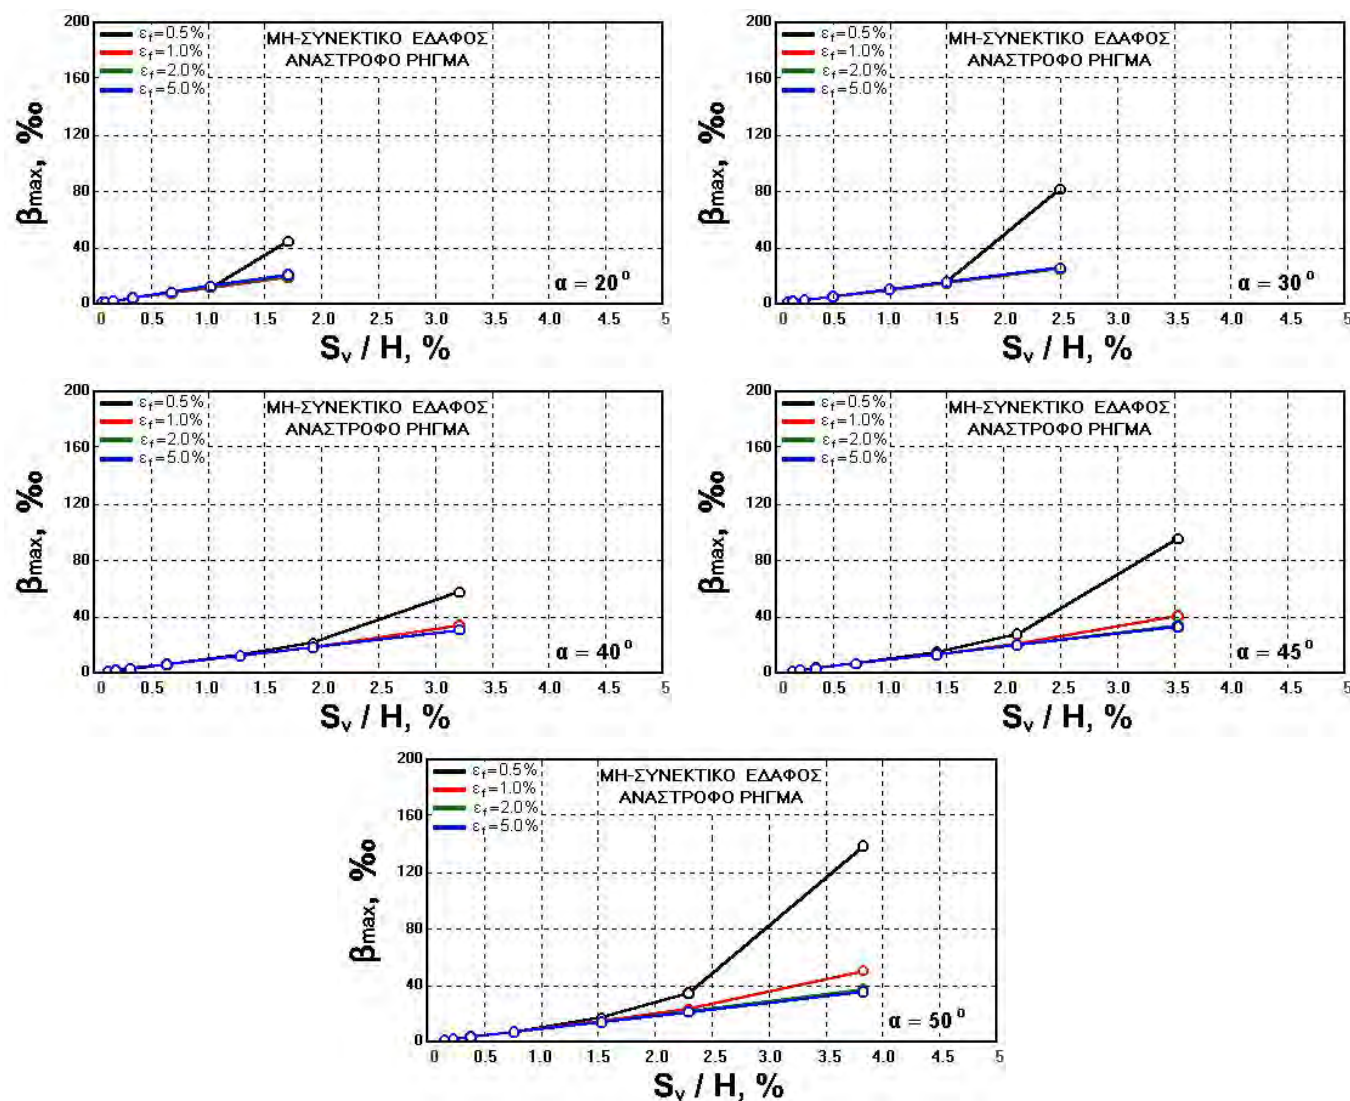 200
160
120
80
40
0
βmax, ‰
εf=0.5%
εf=1.0%
εf=2.0%
εf=5.0%
ΜΗ-ΣΥΝΕΚΤΙΚΟ ΕΔΑΦΟΣ
ΑΝΑΣΤΡΟΦΟ ΡΗΓΜΑ
α = 20°
0 0.5 1.0 1.5 2.0 2.5 3.0 3.5 4.0 4.5 5
Sv / H, %
200
160
120
80
40
0
βmax, ‰
εf=0.5%
εf=1.0%
εf=2.0%
εf=5.0%
ΜΗ-ΣΥΝΕΚΤΙΚΟ ΕΔΑΦΟΣ
ΑΝΑΣΤΡΟΦΟ ΡΗΓΜΑ
α = 30°
0 0.5 1.0 1.5 2.0 2.5 3.0 3.5 4.0 4.5 5
Sv / H, %
200
160
120
80
40
0
βmax, ‰
εf=0.5%
εf=1.0%
εf=2.0%
εf=5.0%
ΜΗ-ΣΥΝΕΚΤΙΚΟ ΕΔΑΦΟΣ
ΑΝΑΣΤΡΟΦΟ ΡΗΓΜΑ
α = 40°
0 0.5 1.0 1.5 2.0 2.5 3.0 3.5 4.0 4.5 5
Sv / H, %
200
160
120
80
40
0
βmax, ‰
εf=0.5%
εf=1.0%
εf=2.0%
εf=5.0%
ΜΗ-ΣΥΝΕΚΤΙΚΟ ΕΔΑΦΟΣ
ΑΝΑΣΤΡΟΦΟ ΡΗΓΜΑ
α = 45°
0 0.5 1.0 1.5 2.0 2.5 3.0 3.5 4.0 4.5 5
Sv / H, %
200
160
120
80
40
0
βmax, ‰
εf=0.5%
εf=1.0%
εf=2.0%
εf=5.0%
ΜΗ-ΣΥΝΕΚΤΙΚΟ ΕΔΑΦΟΣ
ΑΝΑΣΤΡΟΦΟ ΡΗΓΜΑ
α = 50°
0 0.5 1.0 1.5 2.0 2.5 3.0 3.5 4.0 4.5 5
Sv / H, %